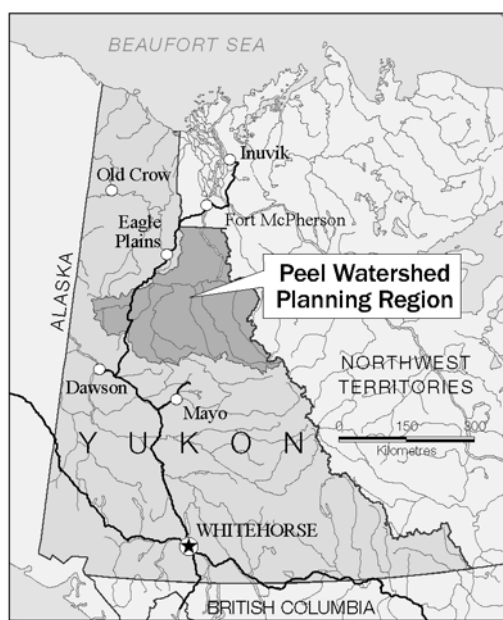 BEAUFORT SEA
Inuvik
Old Crow
Fort McPherson
Eagle
Plains
Peel Watershed
Planning Region
ALASKA
NORTHWEST
TERRITORIES
Dawson
Mayo
0 150 300
Kilometres
YUKON
WHITEHORSE
BRITISH COLUMBIA